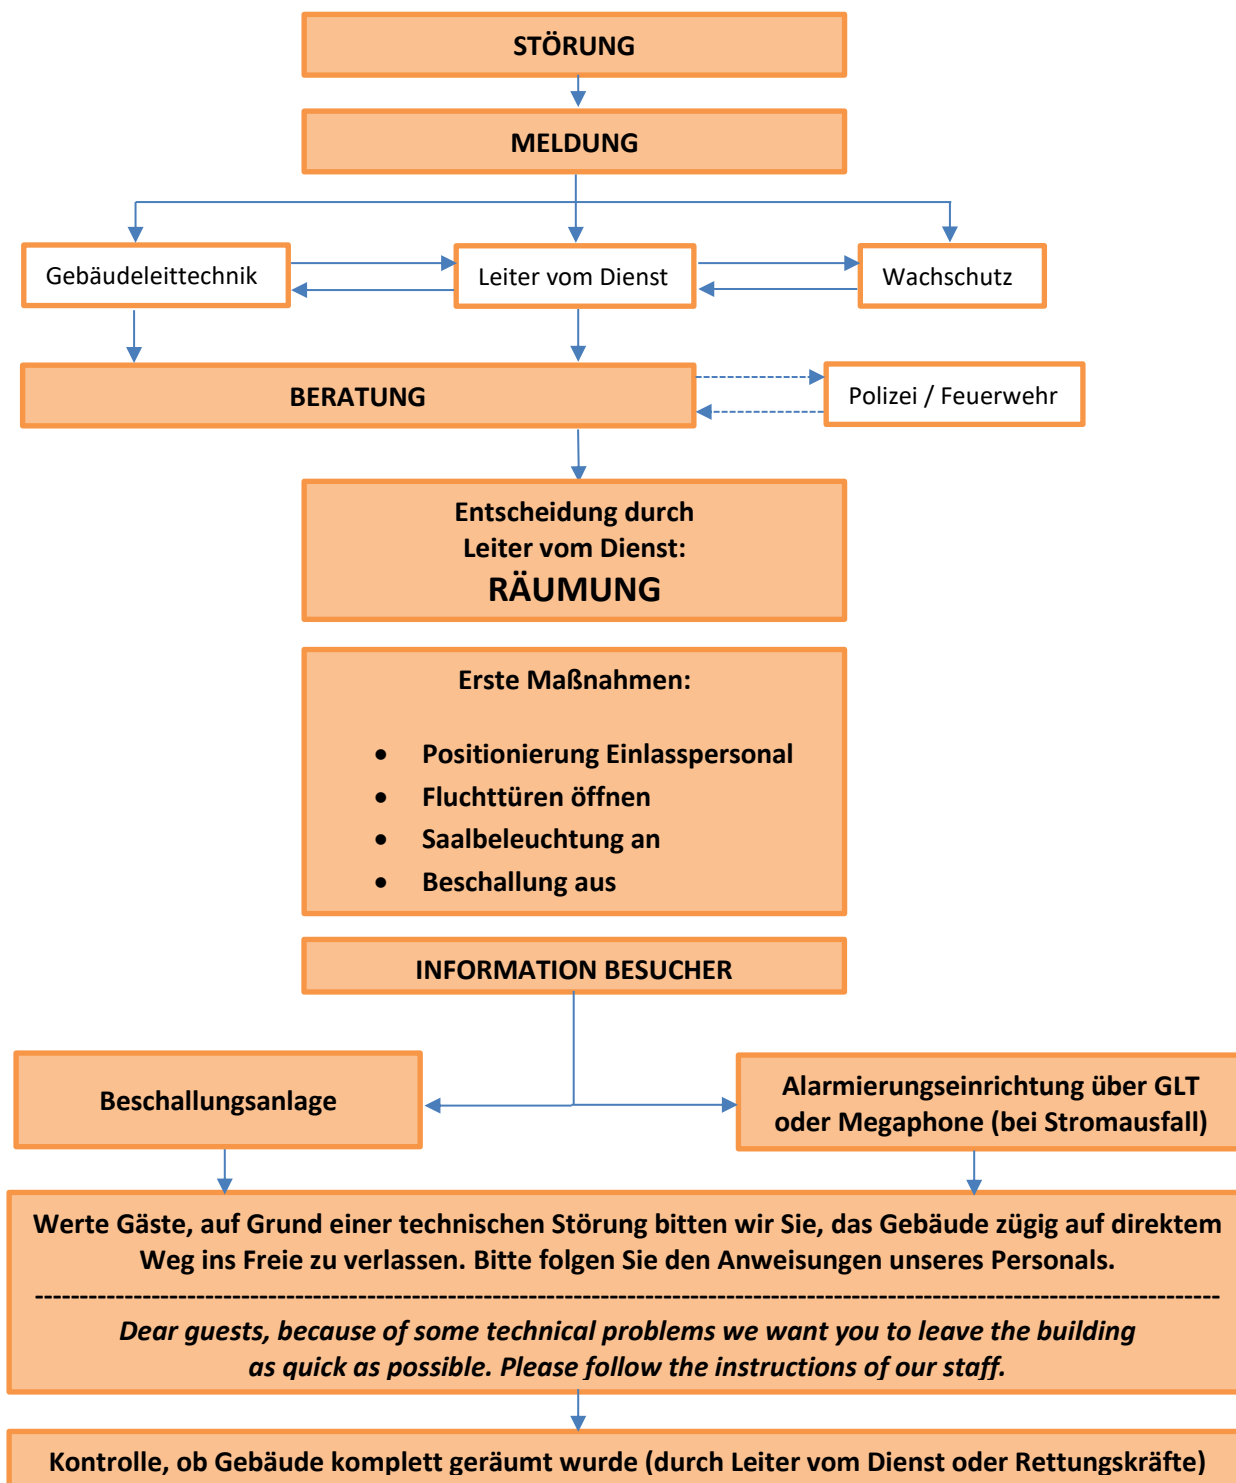 STÖRUNG
MELDUNG
Gebäudeleittechnik
Leiter vom Dienst
Wachschutz
BERATUNG
Polizei / Feuerwehr
Entscheidung durch
Leiter vom Dienst:
RÄUMUNG
Erste Maßnahmen:
• Positionierung Einlasspersonal
• Fluchttüren öffnen
• Saalbeleuchtung an
• Beschallung aus
INFORMATION BESUCHER
Beschallungsanlage
Alarmierungseinrichtung über GLT
oder Megaphone (bei Stromausfall)
Werte Gäste, auf Grund einer technischen Störung bitten wir Sie, das Gebäude zügig auf direktem
Weg ins Freie zu verlassen. Bitte folgen Sie den Anweisungen unseres Personals.
Dear guests, because of some technical problems we want you to leave the building
as quick as possible. Please follow the instructions of our staff.
Kontrolle, ob Gebäude komplett geräumt wurde (durch Leiter vom Dienst oder Rettungskräfte)